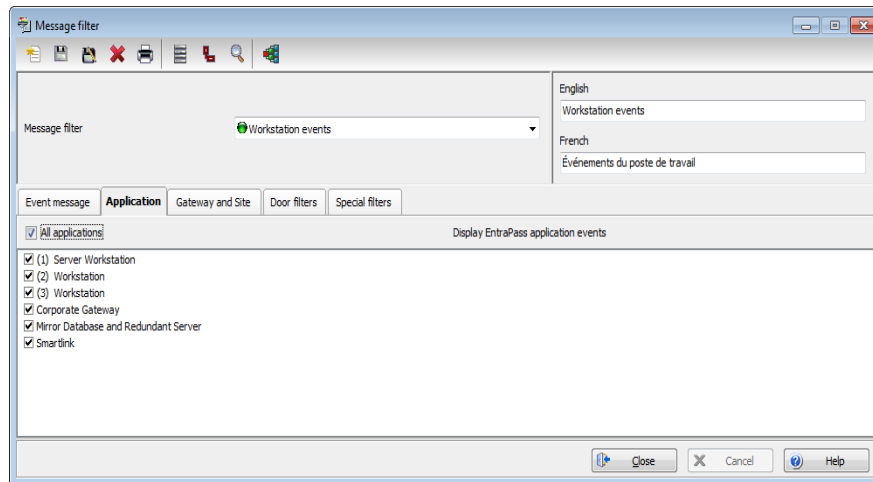 Message filter
English
Workstation events
Message filter
Workstation events
French
Événements du poste de travail
Event message
Application
Gateway and Site
Door filters
Special filters
All applications
Display EntraPass application events
(1) Server Workstation
(2) Workstation
(3) Workstation
Corporate Gateway
Mirror Database and Redundant Server
Smartlink
Close
Cancel
Help